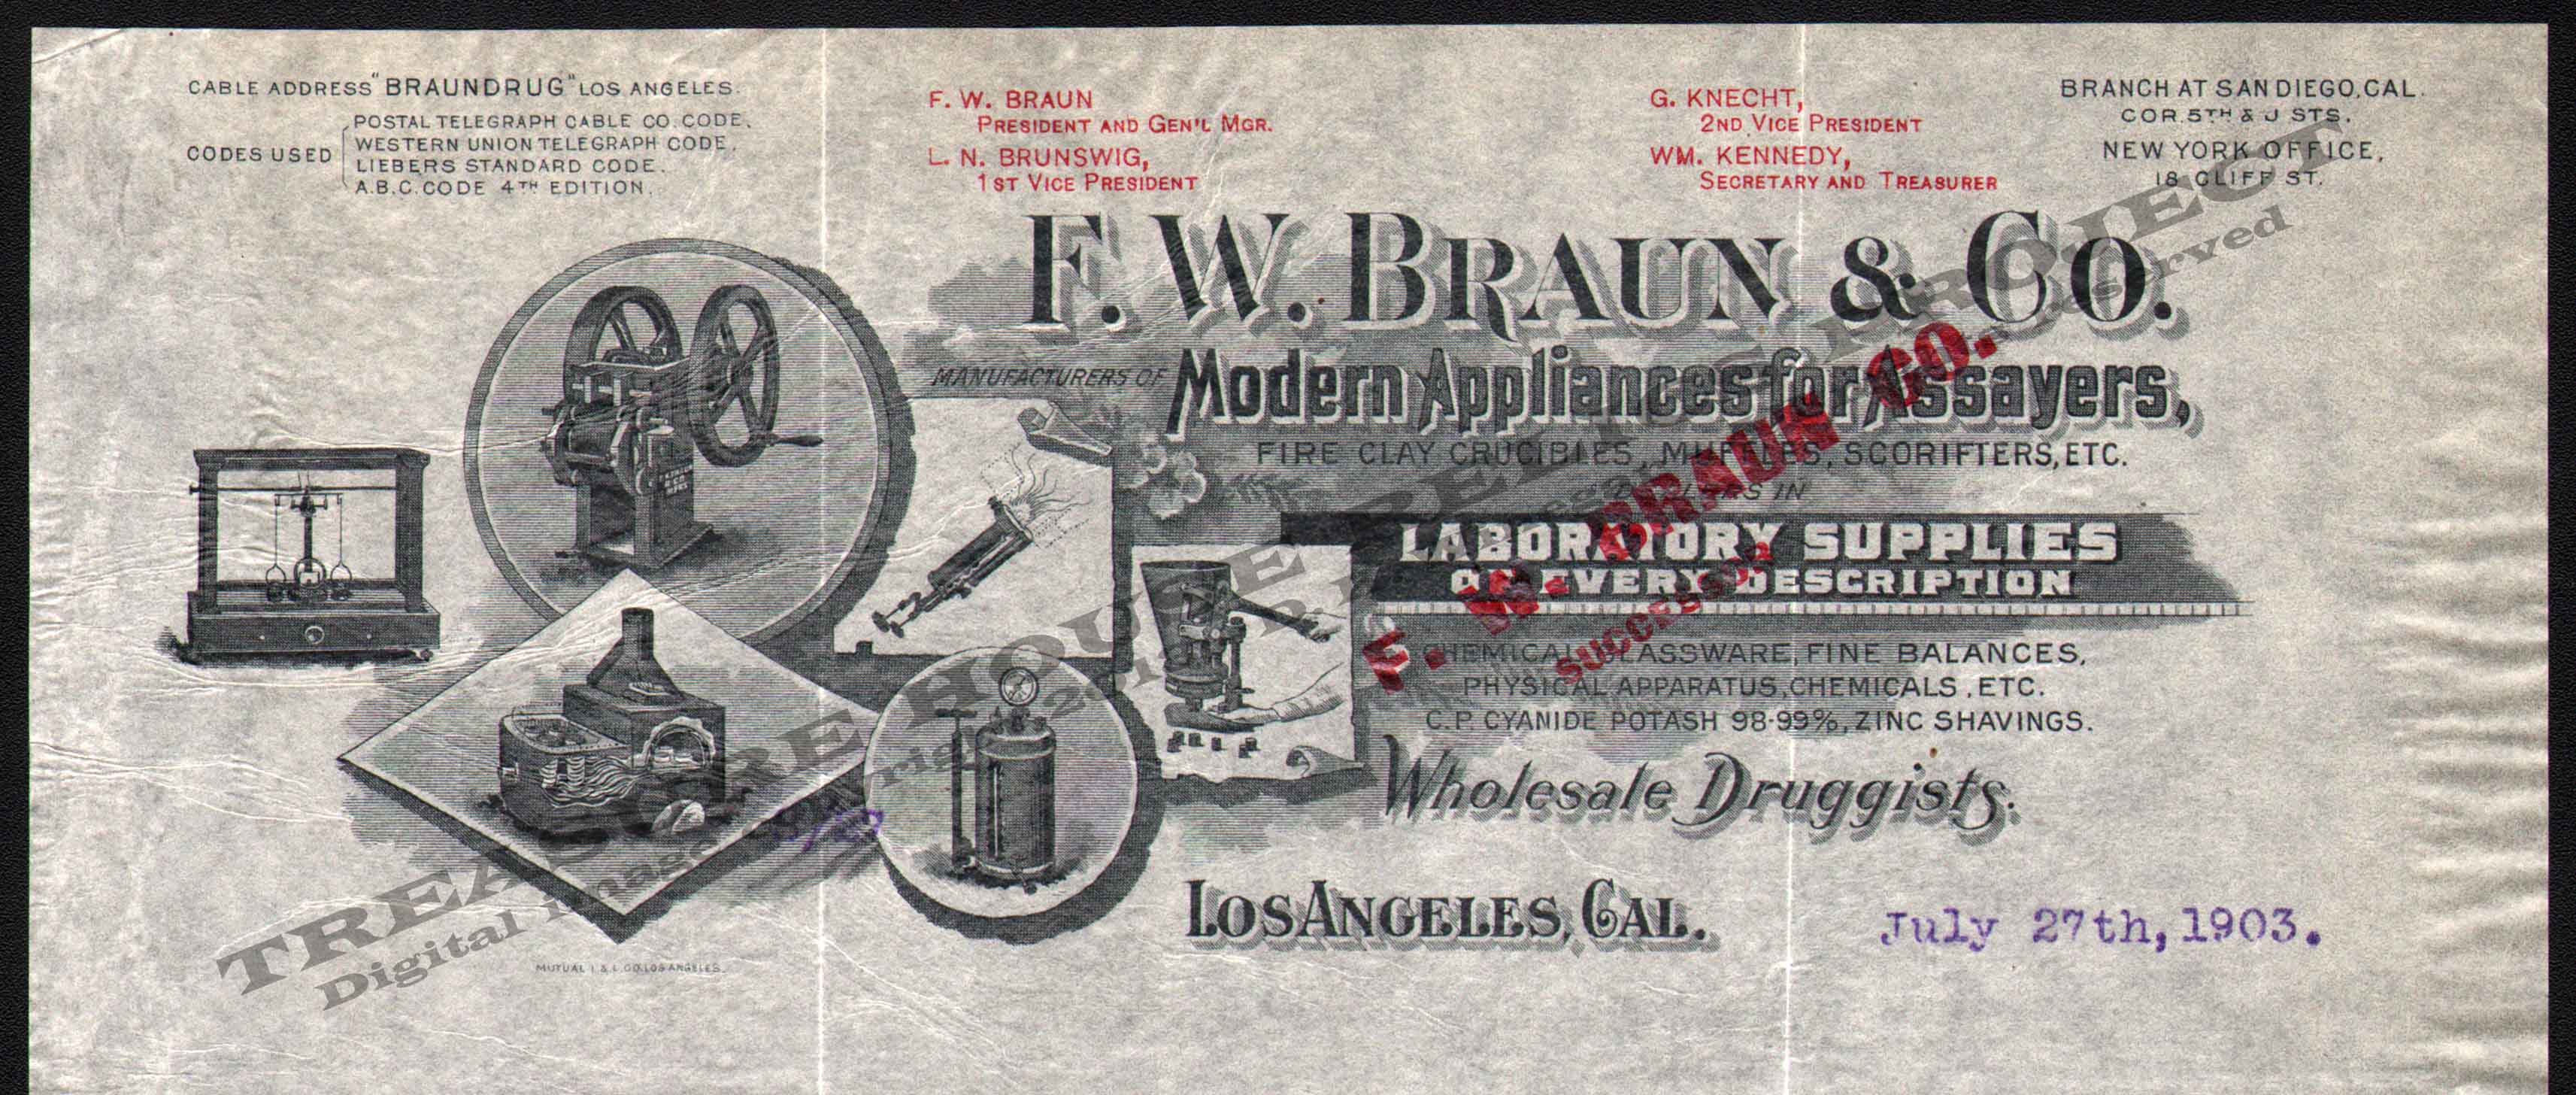 CABLE ADDRESS "BRAUNDRUG" LOS ANGELES.
CODES USED
POSTAL TELEGRAPH CABLE CO. CODE.
WESTERN UNION TELEGRAPH CODE.
LIEBERS STANDARD CODE.
A.B.C. CODE 4TH EDITION.
F. W. BRAUN
PRESIDENT AND GEN'L MGR.
L. N. BRUNSWIG,
1ST VICE PRESIDENT
G. KNECHT,
2ND VICE PRESIDENT
WM. KENNEDY,
SECRETARY AND TREASURER
BRANCH AT SAN DIEGO, CAL.
COR. 5TH & J STS.
NEW YORK OFFICE,
18 CLIFF ST.
F. W. BRAUN & CO.
MANUFACTURERS OF Modern Appliances for Assayers,
FIRE CLAY CRUCIBLES, MUFFLES, SCORIFTERS, ETC.
IN
LABORATORY SUPPLIES
OF EVERY DESCRIPTION
CHEMICAL GLASSWARE, FINE BALANCES,
PHYSICAL APPARATUS, CHEMICALS, ETC.
C.P. CYANIDE POTASH 98-99%, ZINC SHAVINGS.
Wholesale Druggists.
LOS ANGELES, CAL.
July 27th, 1903.
F. W. BRAUN CO.
SUCCESSOR
MUTUAL L. & L. CO. LOS ANGELES.
TREASURE HOUSE RELICS PROJECT
Digital image 2012 reserved